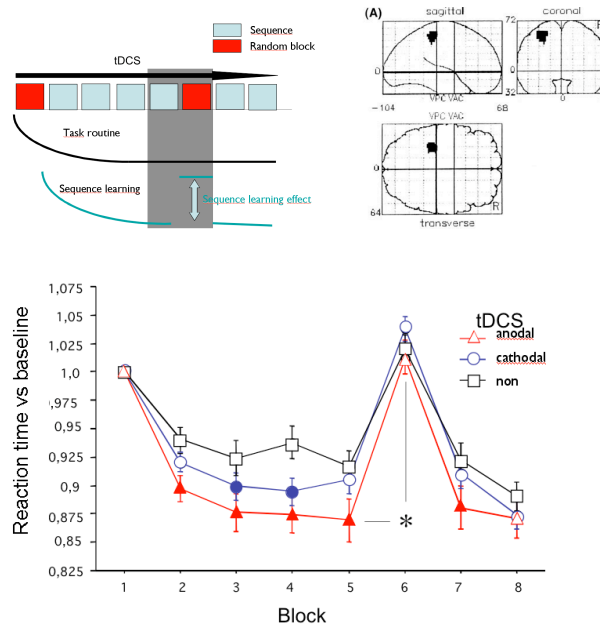 Sequence
Random block
tDCS
Task routine
Sequence learning
Sequence learning effect
(A)
sagittal
coronal
72
R
0
0
32
VPC VAC
0
-104
68
VPC VAC
0
64
R
transverse
1,075
1,05
1,025
1,0
0,975
0,95
0,925
0,9
0,875
0,85
0,825
Reaction time vs baseline
tDCS
anodal
cathodal
non
*
1 2 3 4 5 6 7 8
Block